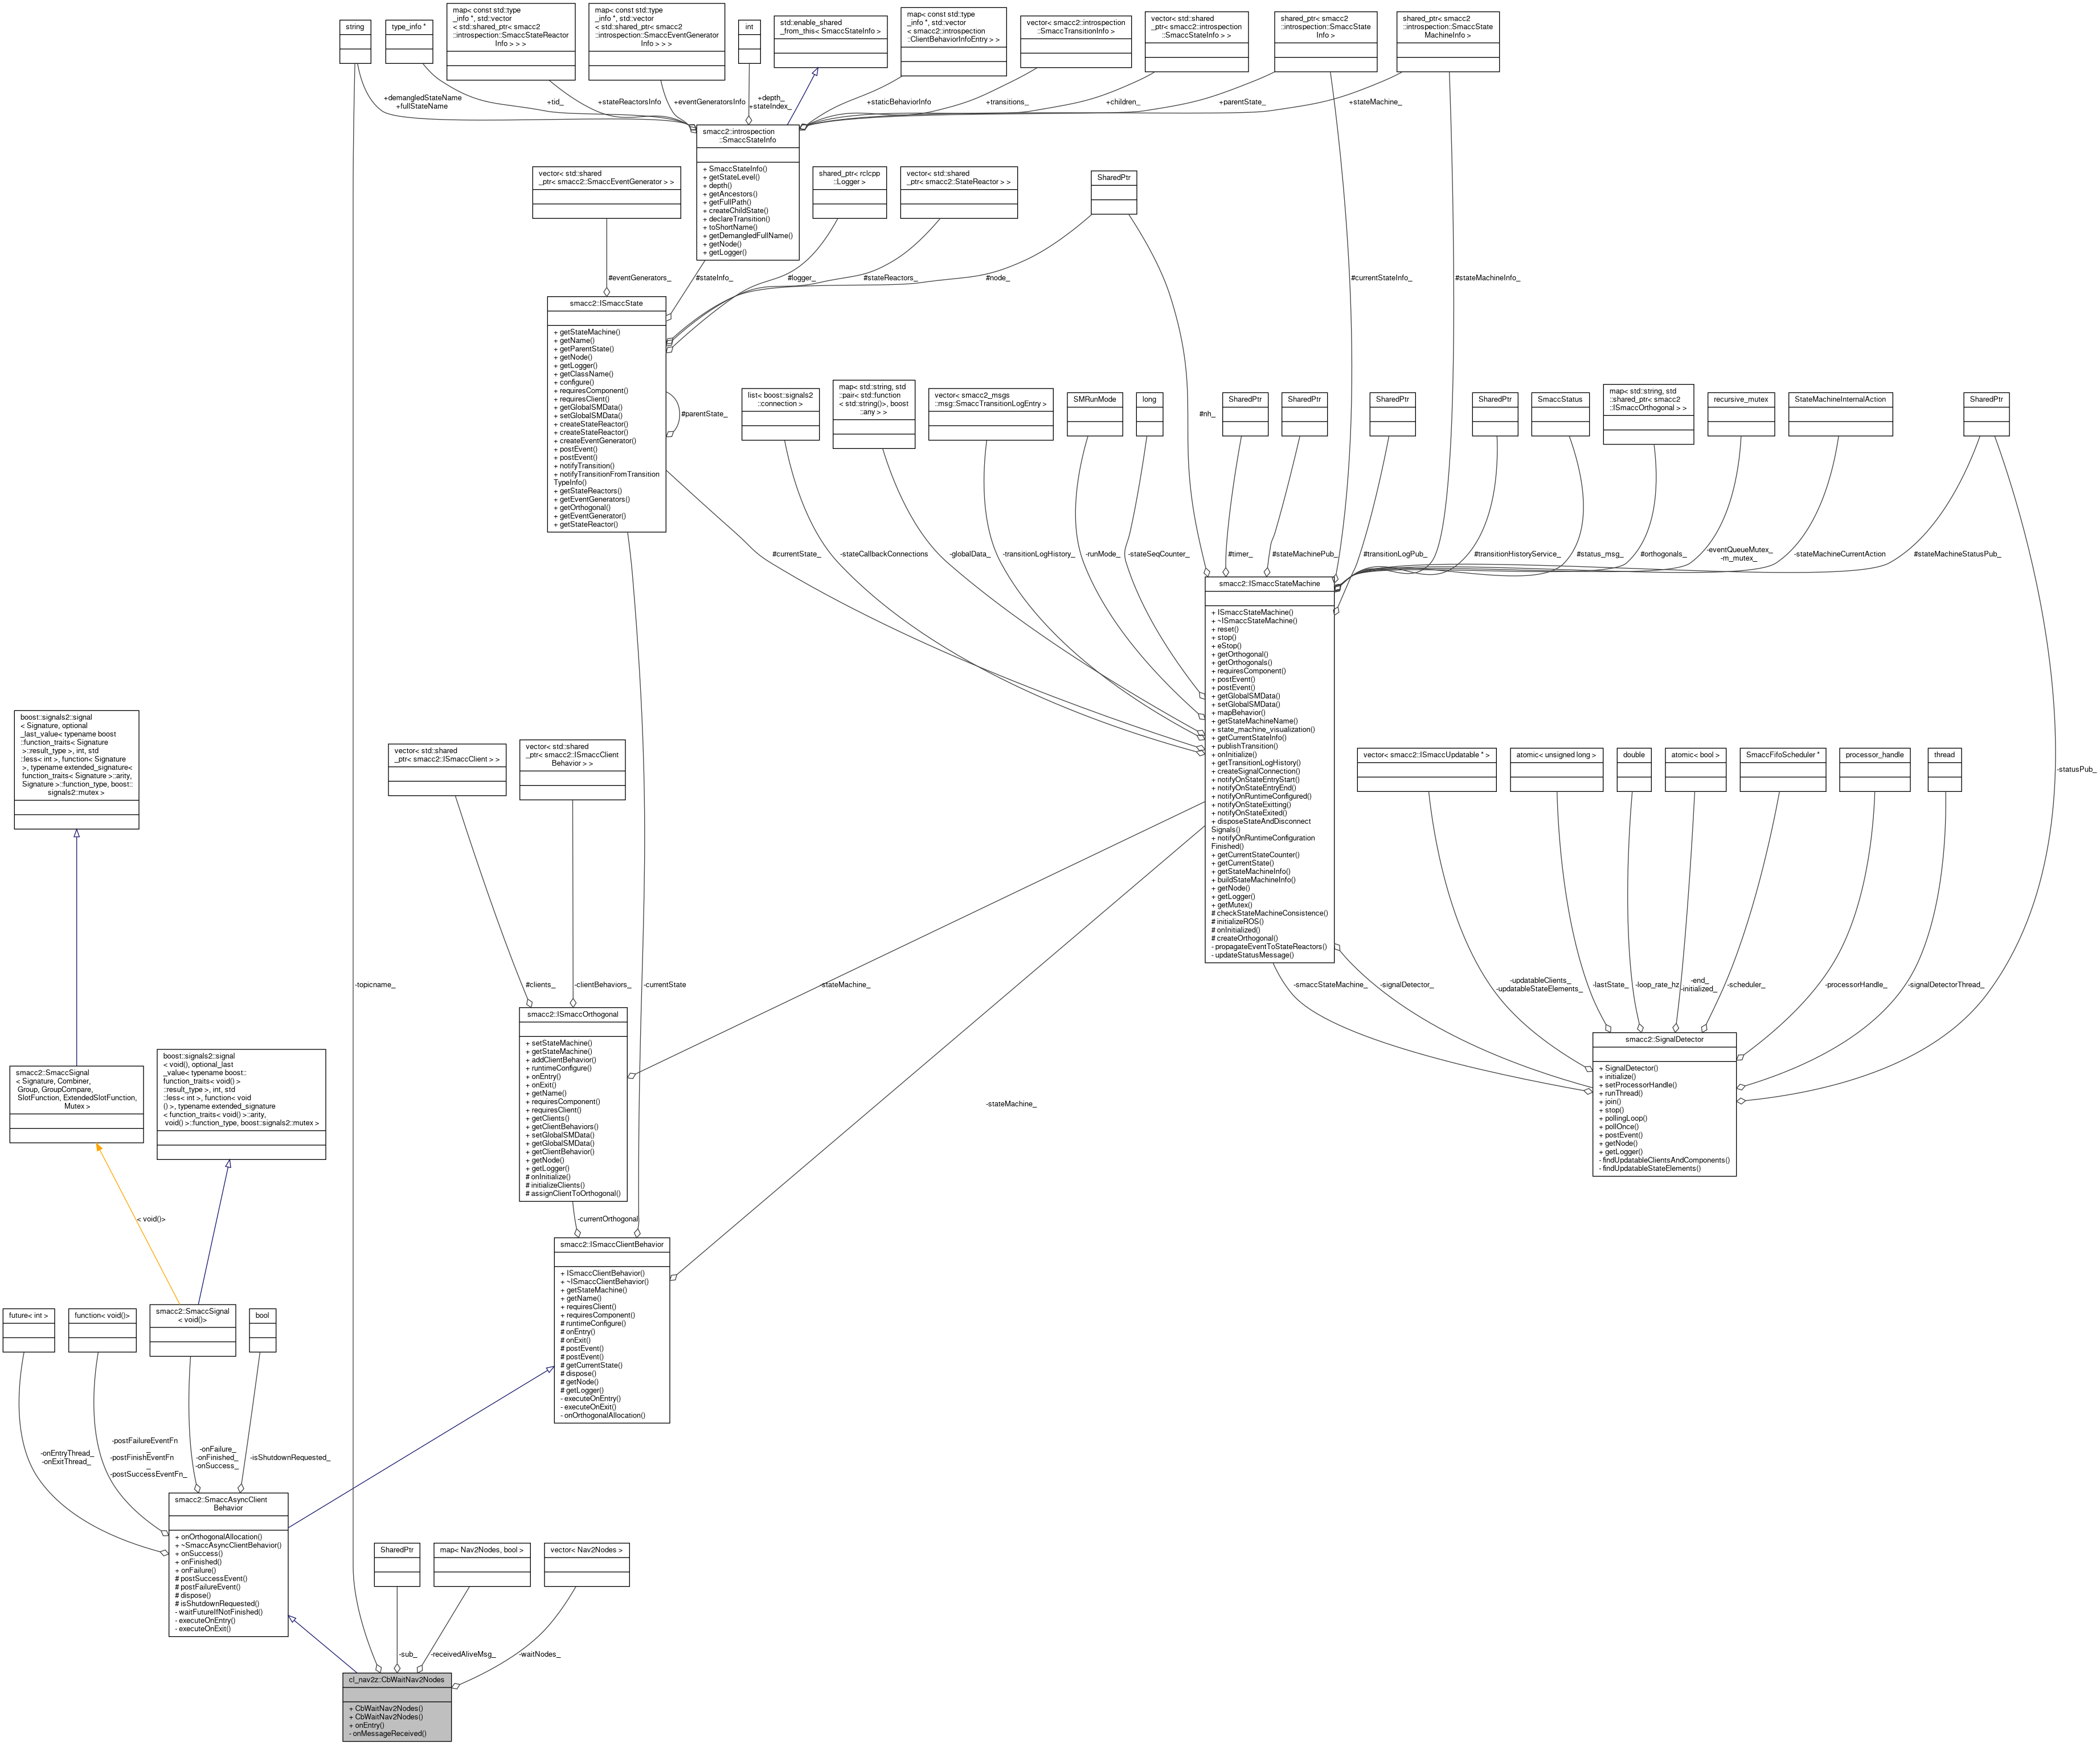 string
type_info *
map< const std::type
_info *, std::vector
< std::shared_ptr< smacc2
::introspection::SmaccStateReactor
Info > > >
map< const std::type
_info *, std::vector
< std::shared_ptr< smacc2
::introspection::SmaccEventGenerator
Info > > >
int
std::enable_shared
_from_this< SmaccStateInfo >
map< const std::type
_info *, std::vector
< smacc2::introspection
::ClientBehaviorInfoEntry > >
vector< smacc2::introspection
::SmaccTransitionInfo >
vector< std::shared
_ptr< smacc2::introspection
::SmaccStateInfo > >
shared_ptr< smacc2
::introspection::SmaccState
Info >
shared_ptr< smacc2
::introspection::SmaccState
MachineInfo >
+demangledStateName
+fullStateName
+tid_
+stateReactorsInfo
+eventGeneratorsInfo
+depth_
+stateIndex_
+staticBehaviorInfo
+transitions_
+children_
+parentState_
+stateMachine_
smacc2::introspection
::SmaccStateInfo
+ SmaccStateInfo()
+ getStateLevel()
+ depth()
+ getAncestors()
+ getFullPath()
+ createChildState()
+ declareTransition()
+ toShortName()
+ getDemangledFullName()
+ getNode()
+ getLogger()
vector< std::shared
_ptr< smacc2::SmaccEventGenerator > >
shared_ptr< rclcpp
::Logger >
vector< std::shared
_ptr< smacc2::StateReactor > >
SharedPtr
#eventGenerators_
#stateInfo_
#logger_
#stateReactors_
#node_
#currentStateInfo_
#stateMachineInfo_
smacc2::ISmaccState
+ getStateMachine()
+ getName()
+ getParentState()
+ getNode()
+ getLogger()
+ getClassName()
+ configure()
+ requiresComponent()
+ requiresClient()
+ getGlobalSMData()
+ setGlobalSMData()
+ createStateReactor()
+ createStateReactor()
+ createEventGenerator()
+ postEvent()
+ postEvent()
+ notifyTransition()
+ notifyTransitionFromTransition
TypeInfo()
+ getStateReactors()
+ getEventGenerators()
+ getOrthogonal()
+ getEventGenerator()
+ getStateReactor()
#parentState_
list< boost::signals2
::connection >
map< std::string, std
::pair< std::function
< std::string()>, boost
::any > >
vector< smacc2_msgs
::msg::SmaccTransitionLogEntry >
SMRunMode
long
#nh_
SharedPtr
SharedPtr
SharedPtr
SharedPtr
SmaccStatus
map< std::string, std
::shared_ptr< smacc2
::ISmaccOrthogonal > >
recursive_mutex
StateMachineInternalAction
SharedPtr
#currentState_
-stateCallbackConnections
-globalData_
-transitionLogHistory_
-runMode_
-stateSeqCounter_
#timer_
#stateMachinePub_
#transitionLogPub_
#transitionHistoryService_
#status_msg_
#orthogonals_
-eventQueueMutex_
-m_mutex_
-stateMachineCurrentAction
#stateMachineStatusPub_
smacc2::ISmaccStateMachine
+ ISmaccStateMachine()
+ ~ISmaccStateMachine()
+ reset()
+ stop()
+ eStop()
+ getOrthogonal()
+ getOrthogonals()
+ requiresComponent()
+ postEvent()
+ postEvent()
+ getGlobalSMData()
+ setGlobalSMData()
+ mapBehavior()
+ getStateMachineName()
+ state_machine_visualization()
+ getCurrentStateInfo()
+ publishTransition()
+ onInitialize()
+ getTransitionLogHistory()
+ createSignalConnection()
+ notifyOnStateEntryStart()
+ notifyOnStateEntryEnd()
+ notifyOnRuntimeConfigured()
+ notifyOnStateExitting()
+ notifyOnStateExited()
+ disposeStateAndDisconnect
Signals()
+ notifyOnRuntimeConfiguration
Finished()
+ getCurrentStateCounter()
+ getCurrentState()
+ getStateMachineInfo()
+ buildStateMachineInfo()
+ getNode()
+ getLogger()
+ getMutex()
# checkStateMachineConsistence()
# initializeROS()
# onInitialized()
# createOrthogonal()
- propagateEventToStateReactors()
- updateStatusMessage()
boost::signals2::signal
< Signature, optional
_last_value< typename boost
::function_traits< Signature
>::result_type >, int, std
::less< int >, function< Signature
>, typename extended_signature<
function_traits< Signature >::arity,
Signature >::function_type, boost::
signals2::mutex >
vector< std::shared
_ptr< smacc2::ISmaccClient > >
vector< std::shared
_ptr< smacc2::ISmaccClient
Behavior > >
vector< smacc2::ISmaccUpdatable * >
atomic< unsigned long >
double
atomic< bool >
SmaccFifoScheduler *
processor_handle
thread
-statusPub_
-topicname_
#clients_
-clientBehaviors_
-currentState
-stateMachine_
-smaccStateMachine_
-signalDetector_
-updatableClients_
-updatableStateElements_
-lastState_
-loop_rate_hz
-end_
-initialized_
-scheduler_
-processorHandle_
-signalDetectorThread_
smacc2::ISmaccOrthogonal
+ setStateMachine()
+ getStateMachine()
+ addClientBehavior()
+ runtimeConfigure()
+ onEntry()
+ onExit()
+ getName()
+ requiresComponent()
+ requiresClient()
+ getClients()
+ getClientBehaviors()
+ setGlobalSMData()
+ getGlobalSMData()
+ getClientBehavior()
+ getNode()
+ getLogger()
# onInitialize()
# initializeClients()
# assignClientToOrthogonal()
smacc2::SignalDetector
+ SignalDetector()
+ initialize()
+ setProcessorHandle()
+ runThread()
+ join()
+ stop()
+ pollingLoop()
+ pollOnce()
+ postEvent()
+ getNode()
+ getLogger()
- findUpdatableClientsAndComponents()
- findUpdatableStateElements()
smacc2::SmaccSignal
< Signature, Combiner,
Group, GroupCompare,
SlotFunction, ExtendedSlotFunction,
Mutex >
boost::signals2::signal
< void(), optional_last
_value< typename boost::
function_traits< void() >
::result_type >, int, std
::less< int >, function< void
() >, typename extended_signature
< function_traits< void() >::arity,
void() >::function_type, boost::signals2::mutex >
-stateMachine_
< void()>
-currentOrthogonal
smacc2::ISmaccClientBehavior
+ ISmaccClientBehavior()
+ ~ISmaccClientBehavior()
+ getStateMachine()
+ getName()
+ requiresClient()
+ requiresComponent()
# runtimeConfigure()
# onEntry()
# onExit()
# postEvent()
# postEvent()
# getCurrentState()
# dispose()
# getNode()
# getLogger()
- executeOnEntry()
- executeOnExit()
- onOrthogonalAllocation()
future< int >
function< void()>
smacc2::SmaccSignal
< void()>
bool
-onEntryThread_
-onExitThread_
-postFailureEventFn
_
-postFinishEventFn
_
-postSuccessEventFn_
-onFailure_
-onFinished_
-onSuccess_
-isShutdownRequested_
smacc2::SmaccAsyncClient
Behavior
+ onOrthogonalAllocation()
+ ~SmaccAsyncClientBehavior()
+ onSuccess()
+ onFinished()
+ onFailure()
# postSuccessEvent()
# postFailureEvent()
# dispose()
# isShutdownRequested()
- waitFutureIfNotFinished()
- executeOnEntry()
- executeOnExit()
SharedPtr
map< Nav2Nodes, bool >
vector< Nav2Nodes >
-sub_
-receivedAliveMsg_
-waitNodes_
cl_nav2z::CbWaitNav2Nodes
+ CbWaitNav2Nodes()
+ CbWaitNav2Nodes()
+ onEntry()
- onMessageReceived()